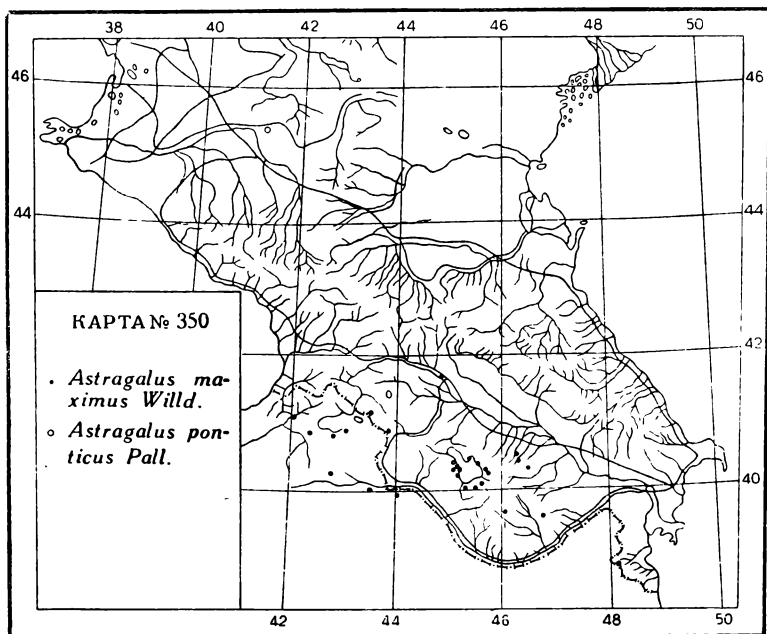 38 40 42 44 46 48 50
46 46
44 44
КАРТА № 350
42
• Astragalus ma-
ximus Willd.
○ Astragalus pon-
ticus Pall.
40
42 44 46 48 50